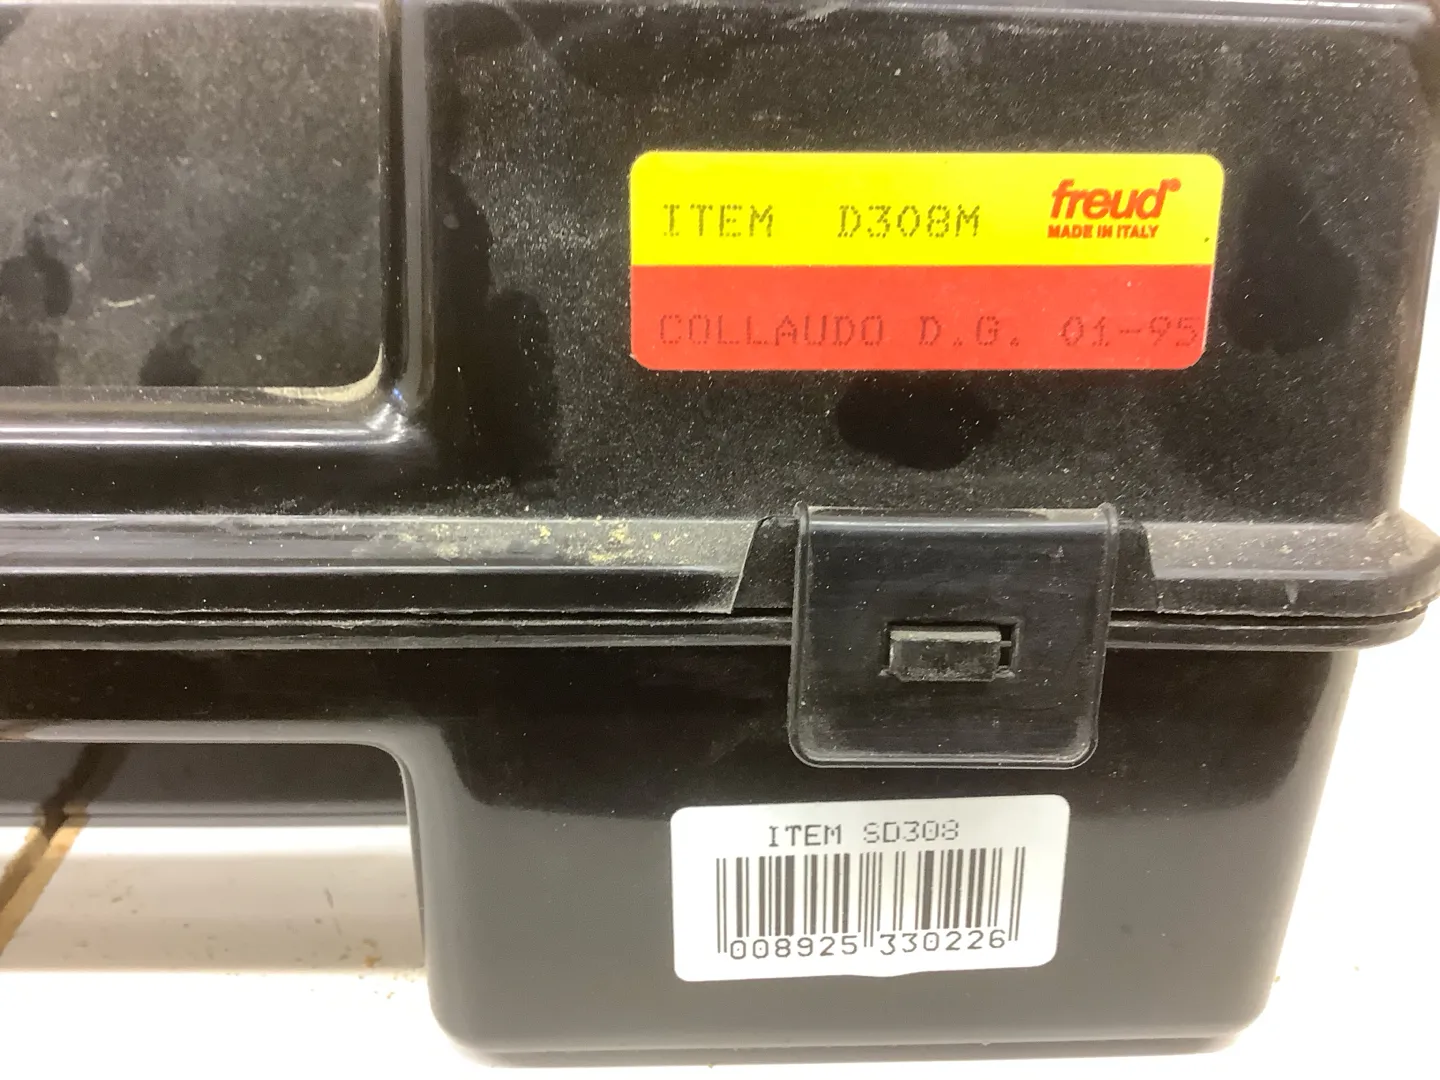 ITEM D308M freud
MADE IN ITALY
COLLAUDO D.G. 01-95
ITEM SD308
008925 330226